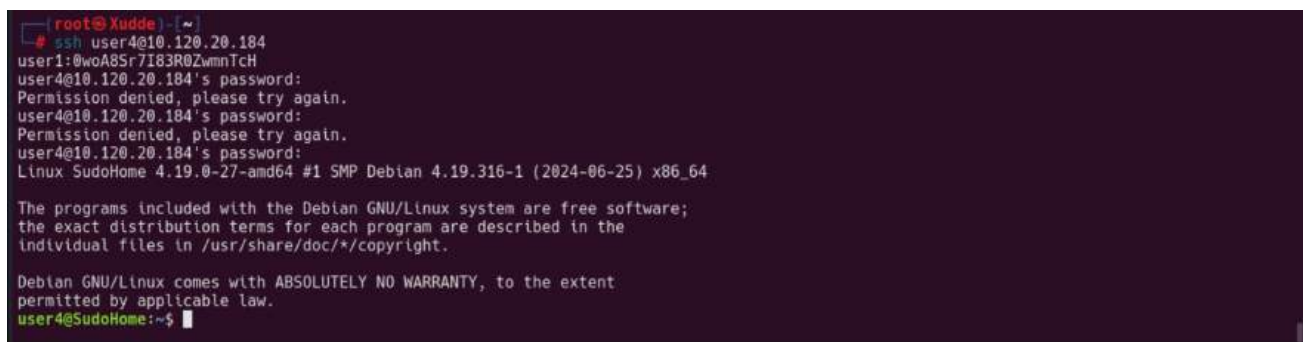 (root㉿Xudde)-[~]
# ssh user4@10.120.20.184
user1:0woA8Sr7I83R0ZwmnTcH
user4@10.120.20.184's password:
Permission denied, please try again.
user4@10.120.20.184's password:
Permission denied, please try again.
user4@10.120.20.184's password:
Linux SudoHome 4.19.0-27-amd64 #1 SMP Debian 4.19.316-1 (2024-06-25) x86_64

The programs included with the Debian GNU/Linux system are free software;
the exact distribution terms for each program are described in the
individual files in /usr/share/doc/*/copyright.

Debian GNU/Linux comes with ABSOLUTELY NO WARRANTY, to the extent
permitted by applicable law.
user4@SudoHome:~$